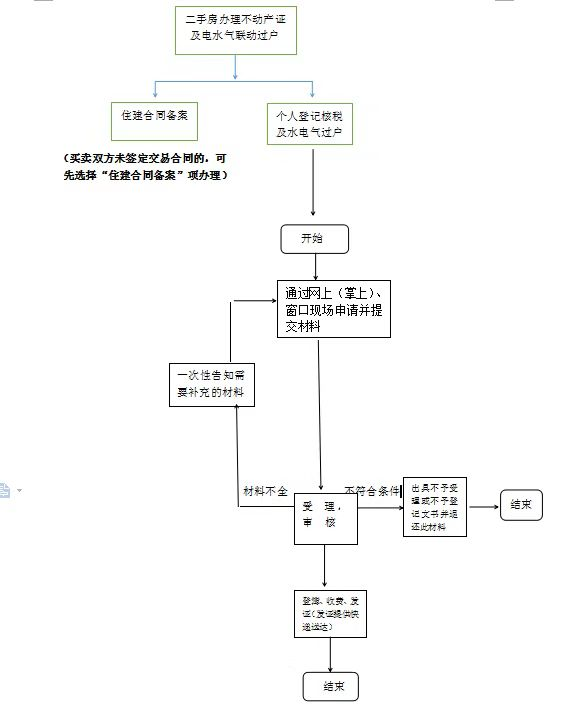 二手房办理不动产证
及电水气联动过户
住建合同备案
个人登记核税
及水电气过户
（买卖双方未签定交易合同的，可
先选择“住建合同备案”项办理）
开始
通过网上（掌上）、
窗口现场申请并提
交材料
一次性告知需
要补充的材料
材料不全
不符合条件
受 理，
审 核
出具不予受
理或不予登
记文书并退
还此材料
结束
登簿、收费、发
证（发证提供快
递送达）
结束